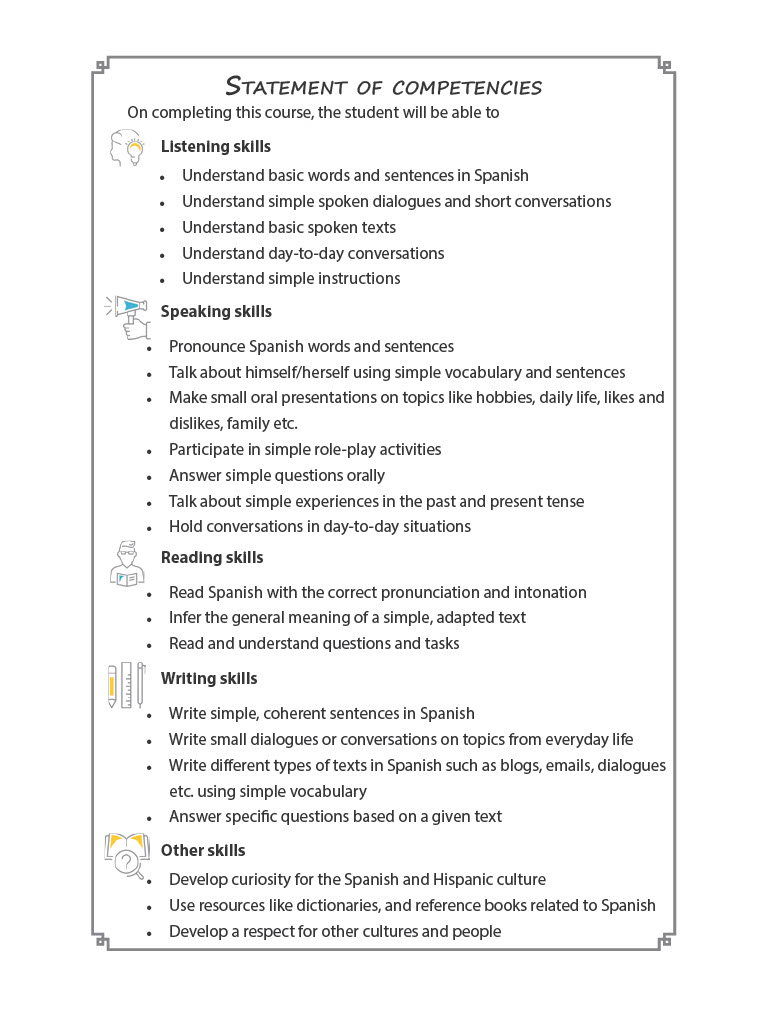 Statement of competencies
On completing this course, the student will be able to
Listening skills
• Understand basic words and sentences in Spanish
• Understand simple spoken dialogues and short conversations
• Understand basic spoken texts
• Understand day-to-day conversations
• Understand simple instructions
Speaking skills
• Pronounce Spanish words and sentences
• Talk about himself/herself using simple vocabulary and sentences
• Make small oral presentations on topics like hobbies, daily life, likes and
dislikes, family etc.
• Participate in simple role-play activities
• Answer simple questions orally
• Talk about simple experiences in the past and present tense
• Hold conversations in day-to-day situations
Reading skills
• Read Spanish with the correct pronunciation and intonation
• Infer the general meaning of a simple, adapted text
• Read and understand questions and tasks
Writing skills
• Write simple, coherent sentences in Spanish
• Write small dialogues or conversations on topics from everyday life
• Write different types of texts in Spanish such as blogs, emails, dialogues
etc. using simple vocabulary
• Answer specific questions based on a given text
?
Other skills
• Develop curiosity for the Spanish and Hispanic culture
• Use resources like dictionaries, and reference books related to Spanish
• Develop a respect for other cultures and people